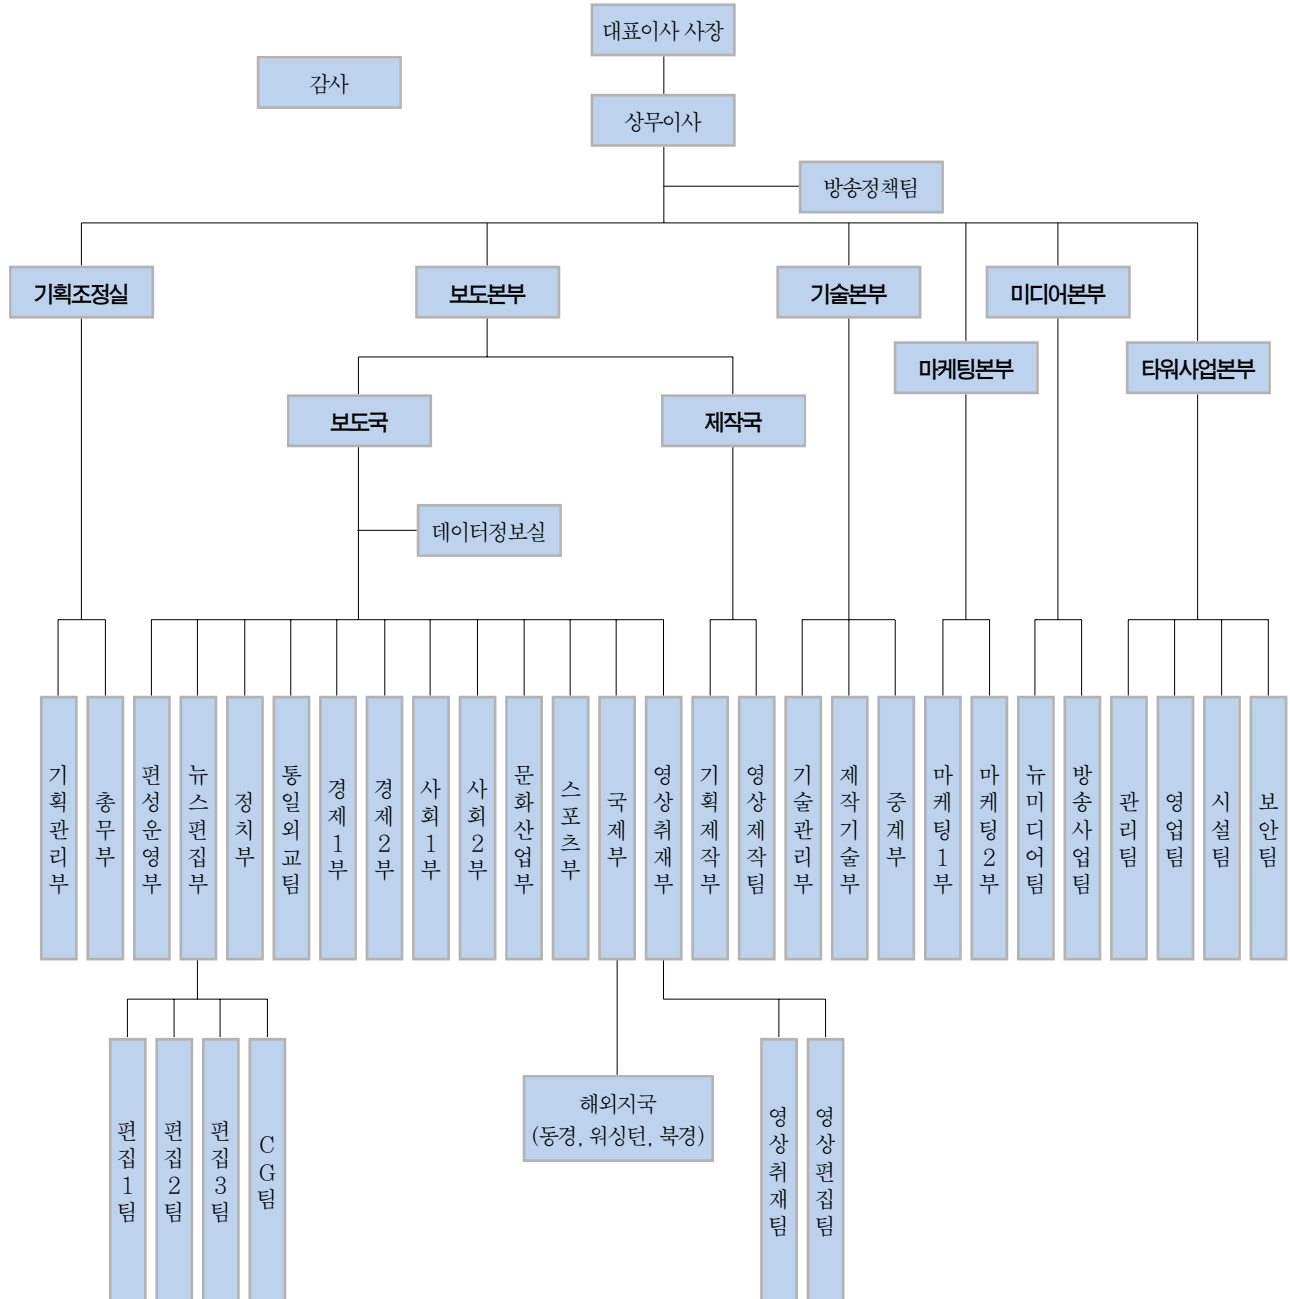 대표이사 사장
감사
상무이사
방송정책팀
기획조정실
보도본부
기술본부
미디어본부
마케팅본부
타워사업본부
보도국
제작국
데이터정보실
기획관리부
총무부
편성운영부
뉴스편집부
정치부
통일외교팀
경제1부
경제2부
사회1부
사회2부
문화산업부
스포츠부
국제부
영상취재부
기획제작부
영상제작팀
기술관리부
제작기술부
중계부
마케팅1부
마케팅2부
뉴미디어팀
방송사업팀
관리팀
영업팀
시설팀
보안팀
편집1팀
편집2팀
편집3팀
CG팀
해외지국
(동경, 워싱턴, 북경)
영상취재팀
영상편집팀